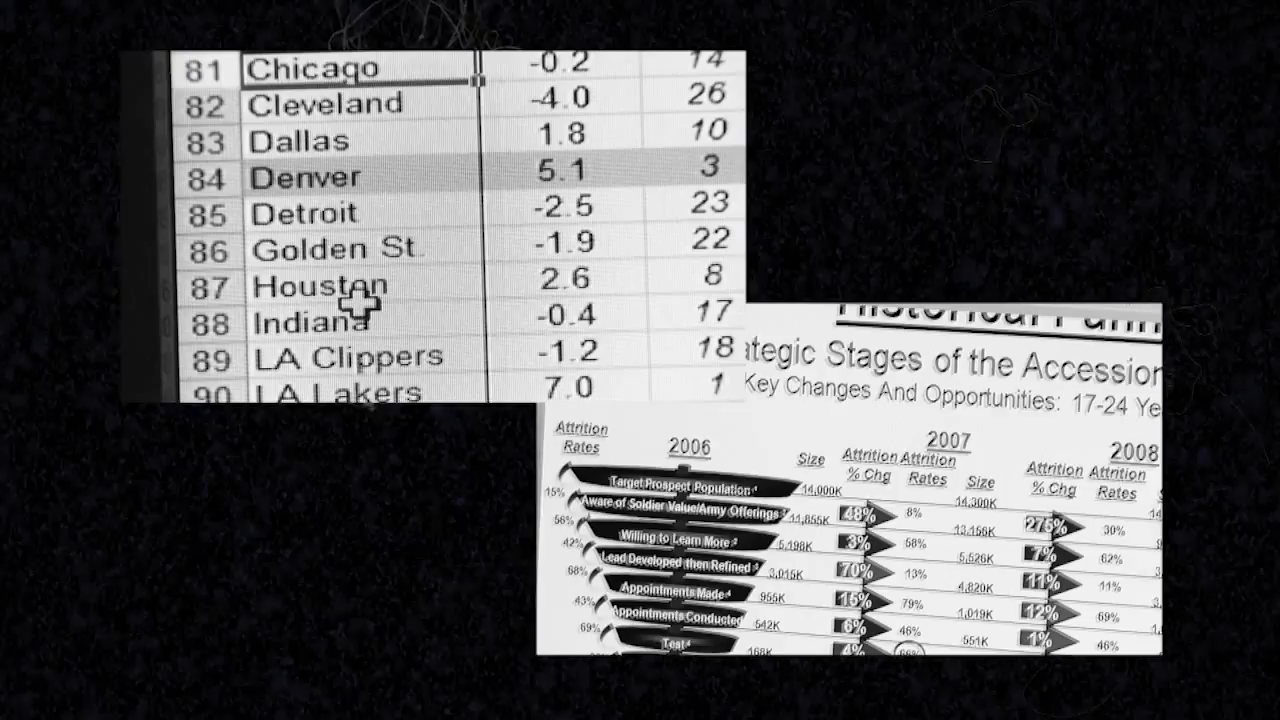 81 Chicago -0.2 14
82 Cleveland -4.0 26
83 Dallas 1.8 10
84 Denver 5.1 3
85 Detroit -2.5 23
86 Golden St. -1.9 22
87 Houston 2.6 8
88 Indiana -0.4 17
89 LA Clippers -1.2 18
90 LA Lakers 7.0 1
Historical Funn
ategic Stages of the Accession
Key Changes And Opportunities: 17-24 Ye
Attrition Rates 2006 Size Attrition % Chg 2007 Attrition Rates Size Attrition % Chg 2008 Attrition Rates
Target Prospect Population 14,000K 14,300K
15% Aware of Soldier Value/Army Offerings 11,855K 48% 8% 13,156K 275% 30%
56% Willing to Learn More 5,198K 3% 58% 5,526K 7% 62%
42% Lead Developed then Refined 3,015K 70% 13% 4,820K 11% 11%
68% Appointments Made 955K 15% 79% 1,019K 12% 69%
43% Appointments Conducted 542K 6% 46% 551K 1% 46%
69% Test 168K 4% 66%